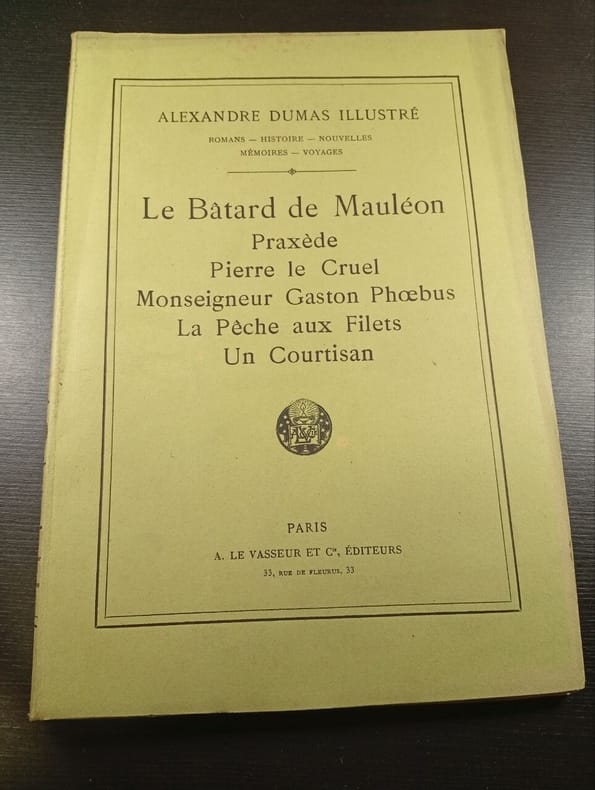 ALEXANDRE DUMAS ILLUSTRÉ
ROMANS — HISTOIRE — NOUVELLES
MÉMOIRES — VOYAGES
Le Bâtard de Mauléon
Praxède
Pierre le Cruel
Monseigneur Gaston Phœbus
La Pêche aux Filets
Un Courtisan
PARIS
A. LE VASSEUR ET Cie, ÉDITEURS
33, RUE DE FLEURUS, 33